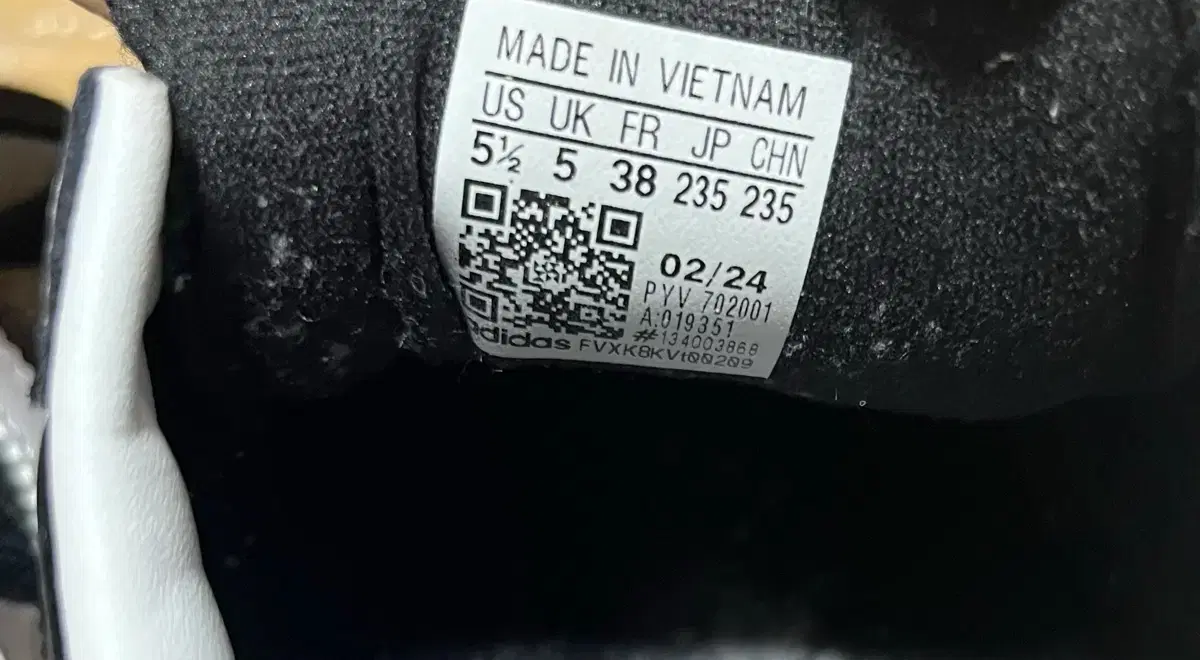 MADE IN VIETNAM
US UK FR JP CHN
5½ 5 38 235 235
02/24
PYV 702001
A:019351
#134003868
adidas FVXK8KVt00209